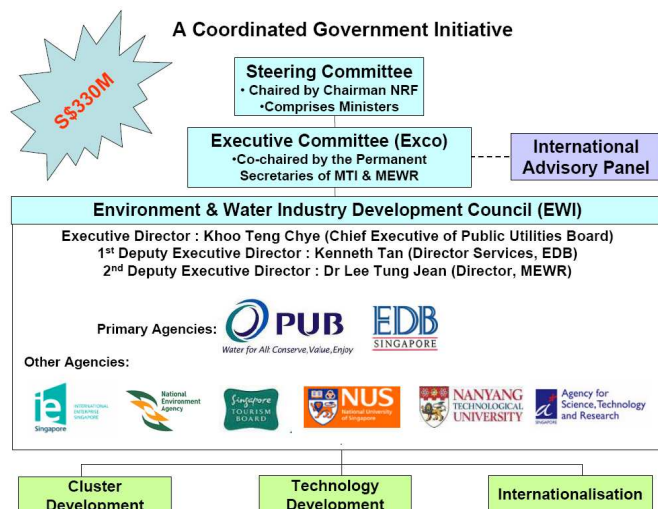 A Coordinated Government Initiative
S$330M
Steering Committee
• Chaired by Chairman NRF
•Comprises Ministers
Executive Committee (Exco)
•Co-chaired by the Permanent
Secretaries of MTI & MEWR
International
Advisory Panel
Environment & Water Industry Development Council (EWI)
Executive Director : Khoo Teng Chye (Chief Executive of Public Utilities Board)
1st Deputy Executive Director : Kenneth Tan (Director Services, EDB)
2nd Deputy Executive Director : Dr Lee Tung Jean (Director, MEWR)
Primary Agencies:
PUB
Water for All: Conserve, Value, Enjoy
EDB
SINGAPORE
Other Agencies:
ie
Singapore
INTERNATIONAL
ENTERPRISE
SINGAPORE
National
Environment
Agency
Singapore
TOURISM
BOARD
NUS
National University
of Singapore
NANYANG
TECHNOLOGICAL
UNIVERSITY
Agency for
Science, Technology
and Research
SINGAPORE
Cluster
Development
Technology
Development
Internationalisation